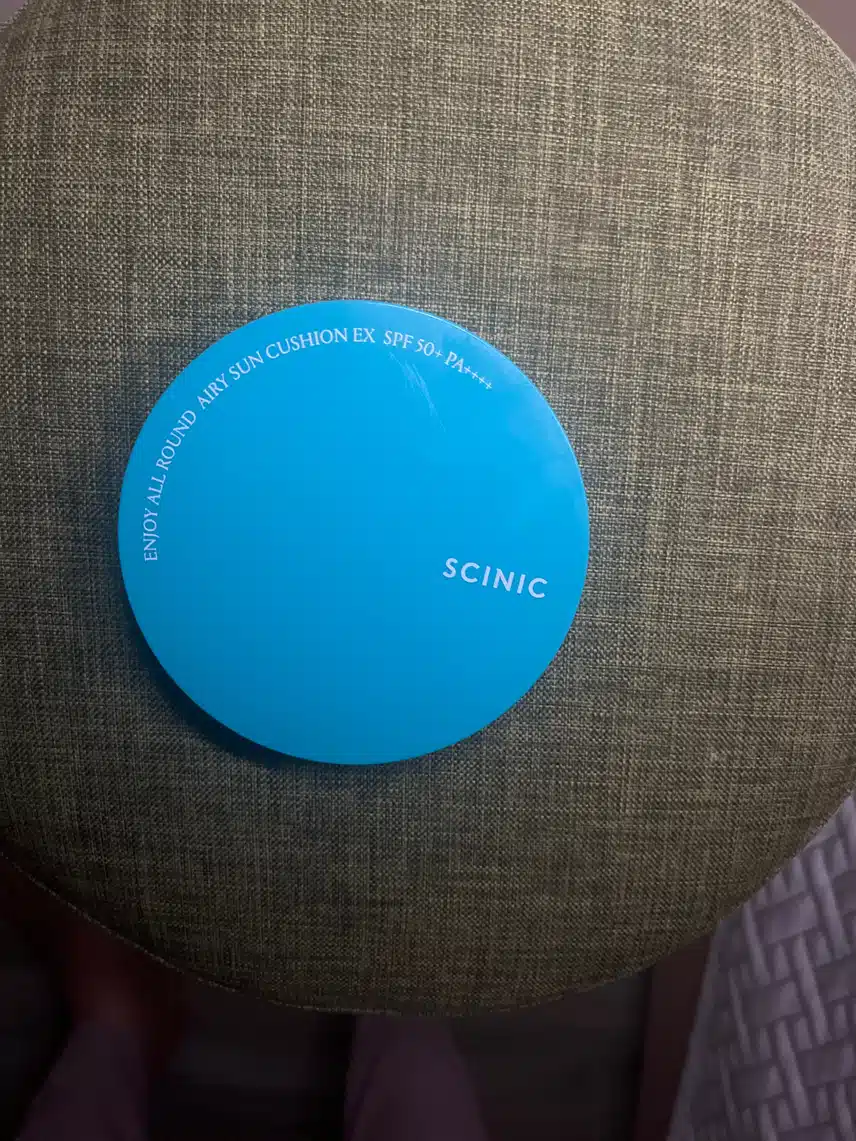 ENJOY ALL ROUND AIRY SUN CUSHION EX SPF 50+ PA++++
SCINIC